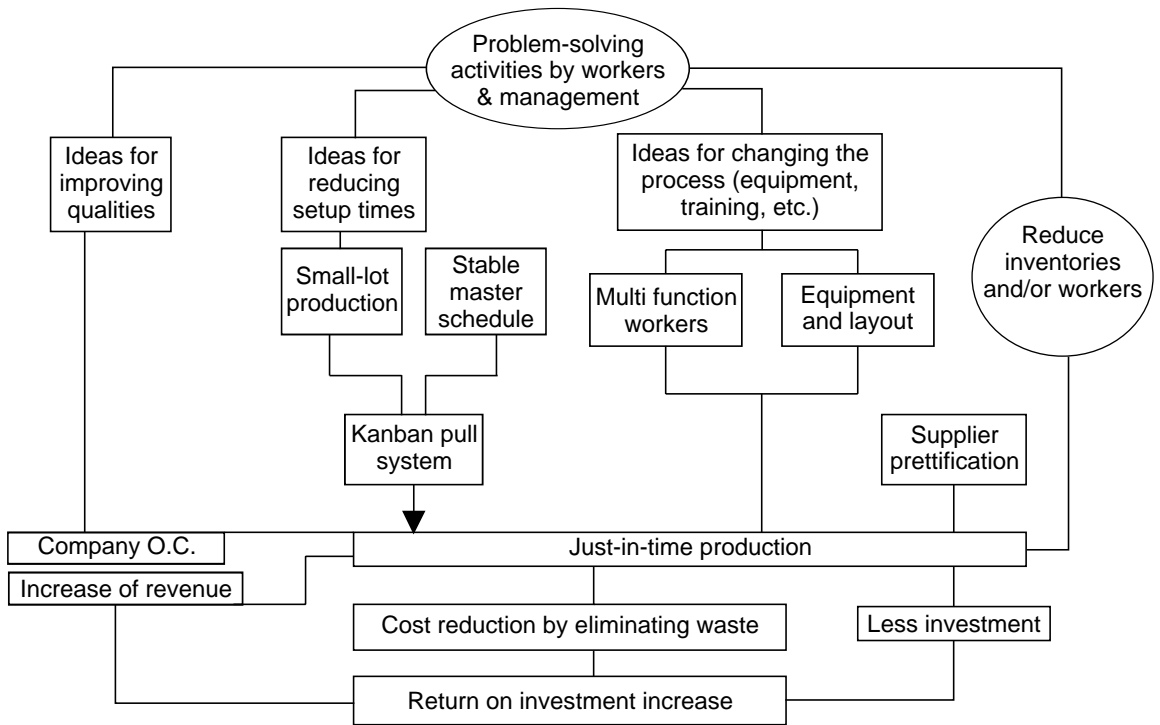 Problem-solving
activities by workers
& management
Ideas for
improving
qualities
Ideas for
reducing
setup times
Ideas for changing the
process (equipment,
training, etc.)
Reduce
inventories
and/or workers
Small-lot
production
Stable
master
schedule
Multi function
workers
Equipment
and layout
Kanban pull
system
Supplier
prettification
Company O.C.
Just-in-time production
Increase of revenue
Cost reduction by eliminating waste
Less investment
Return on investment increase